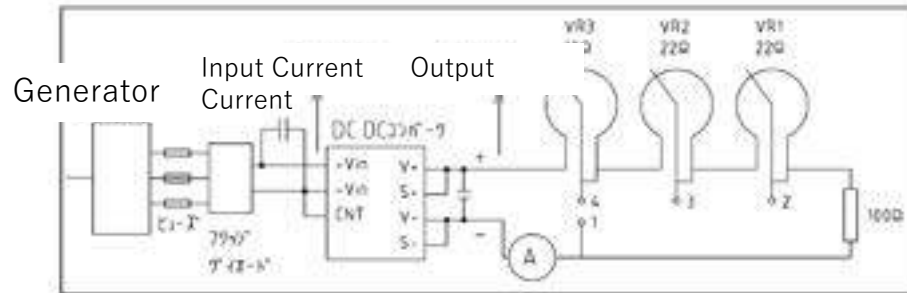 VR3
VR2
VR1
22Ω
22Ω
Generator
Input Current
Output
Current
DC DCコンバータ
+
-Vin
-Vin
CNT
V+
S+
V-
S-
-
4
1
3
2
100Ω
A
ヒューズ
ブリッジ
ダイオード